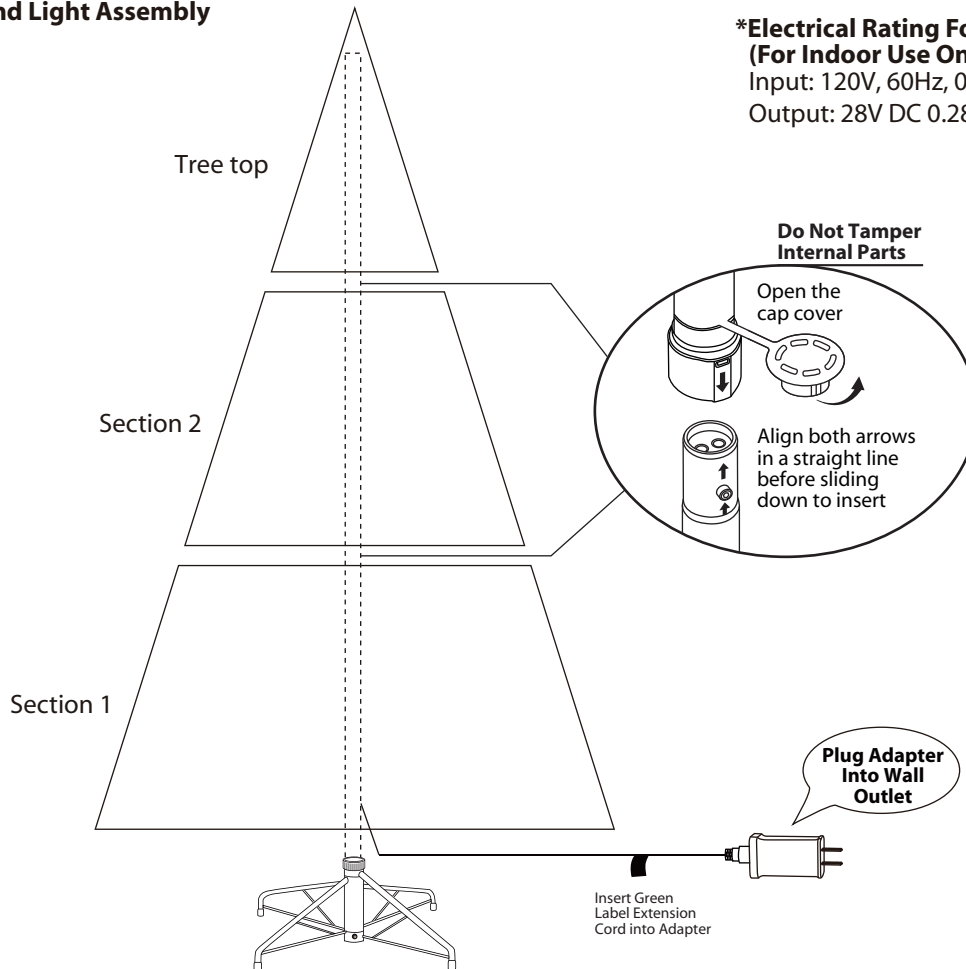 nd Light Assembly
*Electrical Rating Fo
(For Indoor Use On
Input: 120V, 60Hz, 0
Output: 28V DC 0.28
Tree top
Do Not Tamper
Internal Parts
Open the
cap cover
Section 2
Align both arrows
in a straight line
before sliding
down to insert
Section 1
Plug Adapter
Into Wall
Outlet
Insert Green
Label Extension
Cord into Adapter